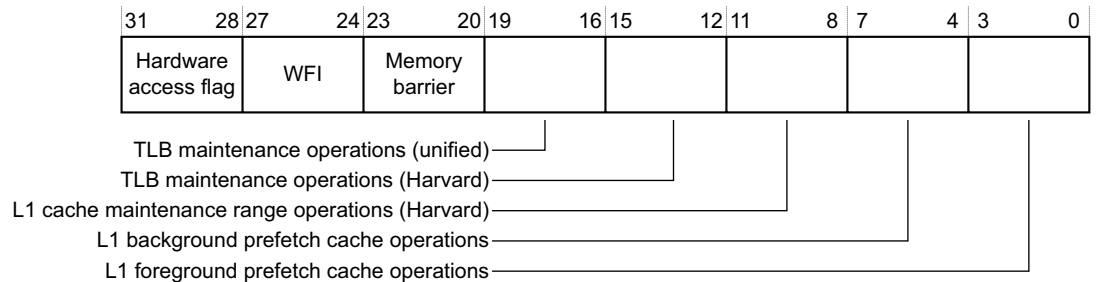 31 28 27 24 23 20 19 16 15 12 11 8 7 4 3 0
Hardware access flag
WFI
Memory barrier
TLB maintenance operations (unified)
TLB maintenance operations (Harvard)
L1 cache maintenance range operations (Harvard)
L1 background prefetch cache operations
L1 foreground prefetch cache operations